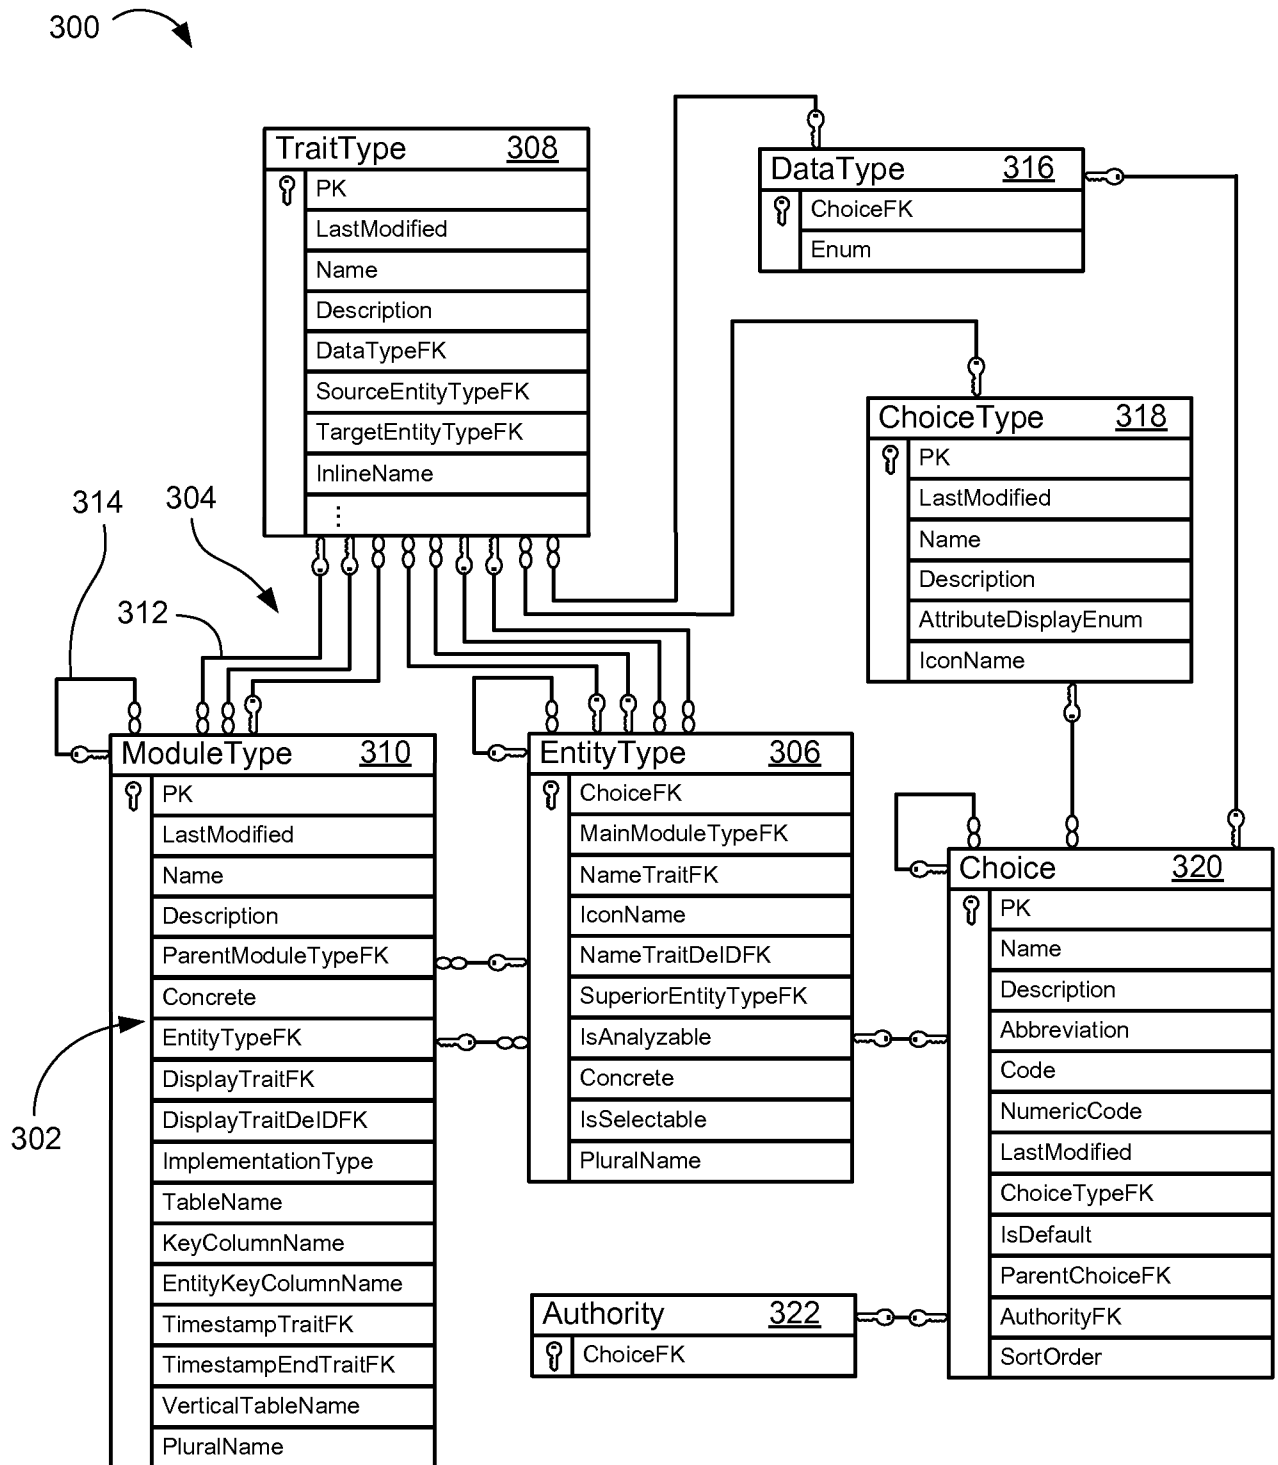 300
TraitType 308
PK
LastModified
Name
Description
DataTypeFK
SourceEntityTypeFK
TargetEntityTypeFK
InlineName
⋮
DataType 316
ChoiceFK
Enum
ChoiceType 318
PK
LastModified
Name
Description
AttributeDisplayEnum
IconName
314
304
312
ModuleType 310
PK
LastModified
Name
Description
ParentModuleTypeFK
Concrete
EntityTypeFK
DisplayTraitFK
DisplayTraitDeIDFK
ImplementationType
TableName
KeyColumnName
EntityKeyColumnName
TimestampTraitFK
TimestampEndTraitFK
VerticalTableName
PluralName
302
EntityType 306
ChoiceFK
MainModuleTypeFK
NameTraitFK
IconName
NameTraitDeIDFK
SuperiorEntityTypeFK
IsAnalyzable
Concrete
IsSelectable
PluralName
Choice 320
PK
Name
Description
Abbreviation
Code
NumericCode
LastModified
ChoiceTypeFK
IsDefault
ParentChoiceFK
AuthorityFK
SortOrder
Authority 322
ChoiceFK